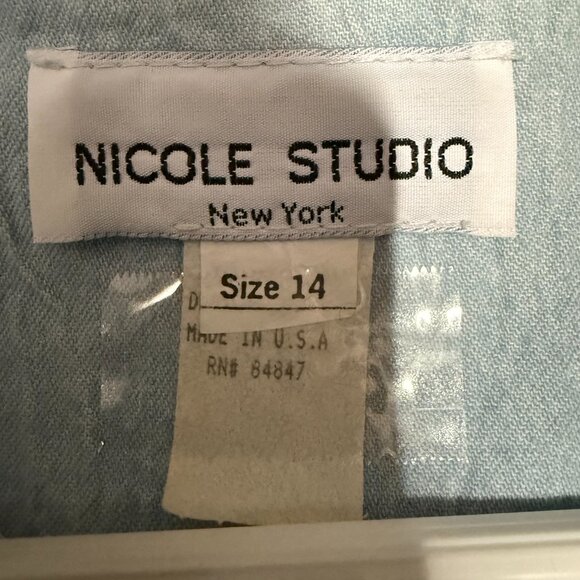 NICOLE STUDIO
New York
Size 14
D
MADE IN U.S.A
RN# 84847